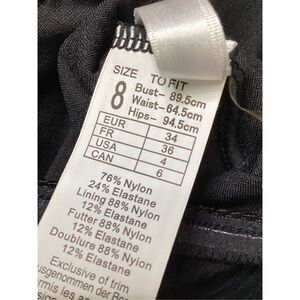 SIZE TO FIT
8
Bust- 89.5cm
Waist-64.5cm
Hips- 94.5cm
EUR 34
FR 36
USA 4
CAN 6
76% Nylon
24% Elastane
Lining 88% Nylon
12% Elastane
Futter 88% Nylon
12% Elastane
Doublure 88% Nylon
12% Elastane
Exclusive of trim